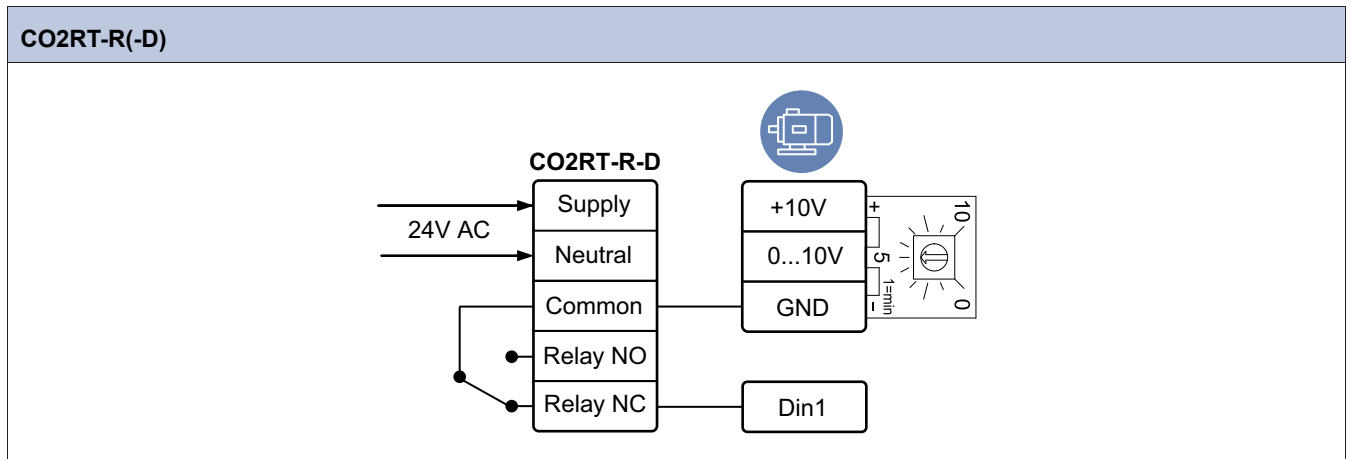 CO2RT-R(-D)
CO2RT-R-D
24V AC
Supply
Neutral
Common
Relay NO
Relay NC
+10V
0...10V
GND
Din1
+
-
10
5
1=min
0